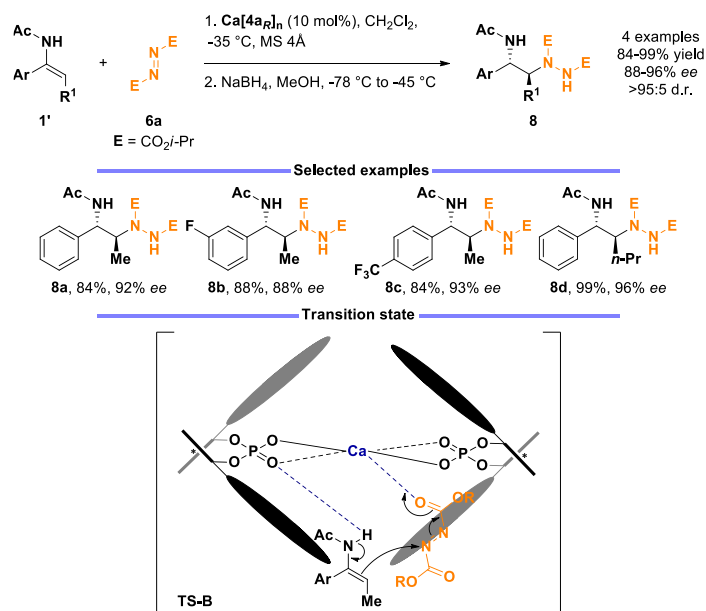 Ac NH
Ar
R¹
1'
+
E
N
N
E
6a
E = CO₂i-Pr
1. Ca[4aR]n (10 mol%), CH₂Cl₂,
-35 °C, MS 4Å
2. NaBH₄, MeOH, -78 °C to -45 °C
Ac NH E
Ar N N E
R¹ H
8
4 examples
84-99% yield
88-96% ee
>95:5 d.r.
Selected examples
Ac NH E
N N E
Me H
8a, 84%, 92% ee
Ac NH E
F N N E
Me H
8b, 88%, 88% ee
Ac NH E
F₃C N N E
Me H
8c, 84%, 93% ee
Ac NH E
N N E
n-Pr H
8d, 99%, 96% ee
Transition state
* O P O O O Ca O O P O O *
O OR
Ac N H N
N
Ar
RO O
Me
TS-B